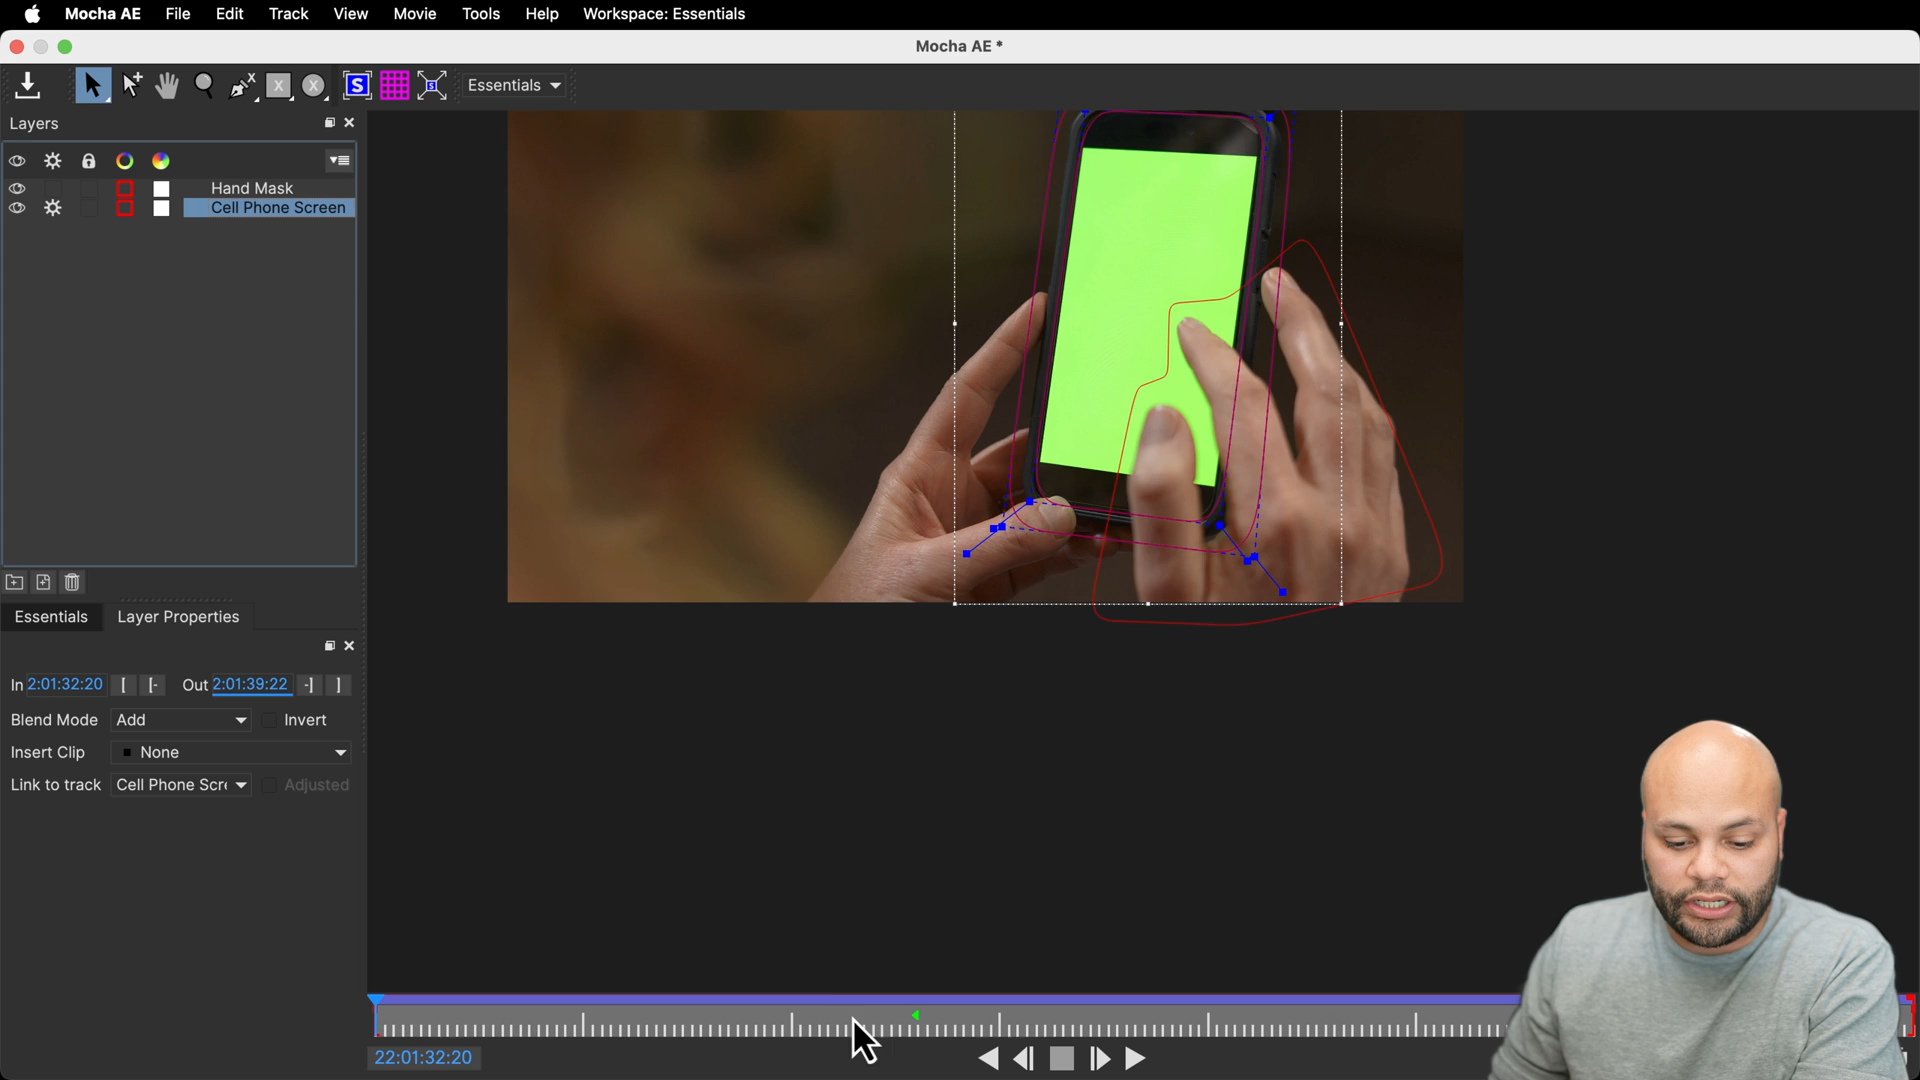 Mocha AE File Edit Track View Movie Tools Help Workspace: Essentials
Mocha AE *
S X X S Essentials
Layers
Hand Mask
Cell Phone Screen
Essentials Layer Properties
In 2:01:32:20 [ [- Out 2:01:39:22 -] ]
Blend Mode Add Invert
Insert Clip None
Link to track Cell Phone Scre Adjusted
22:01:32:20